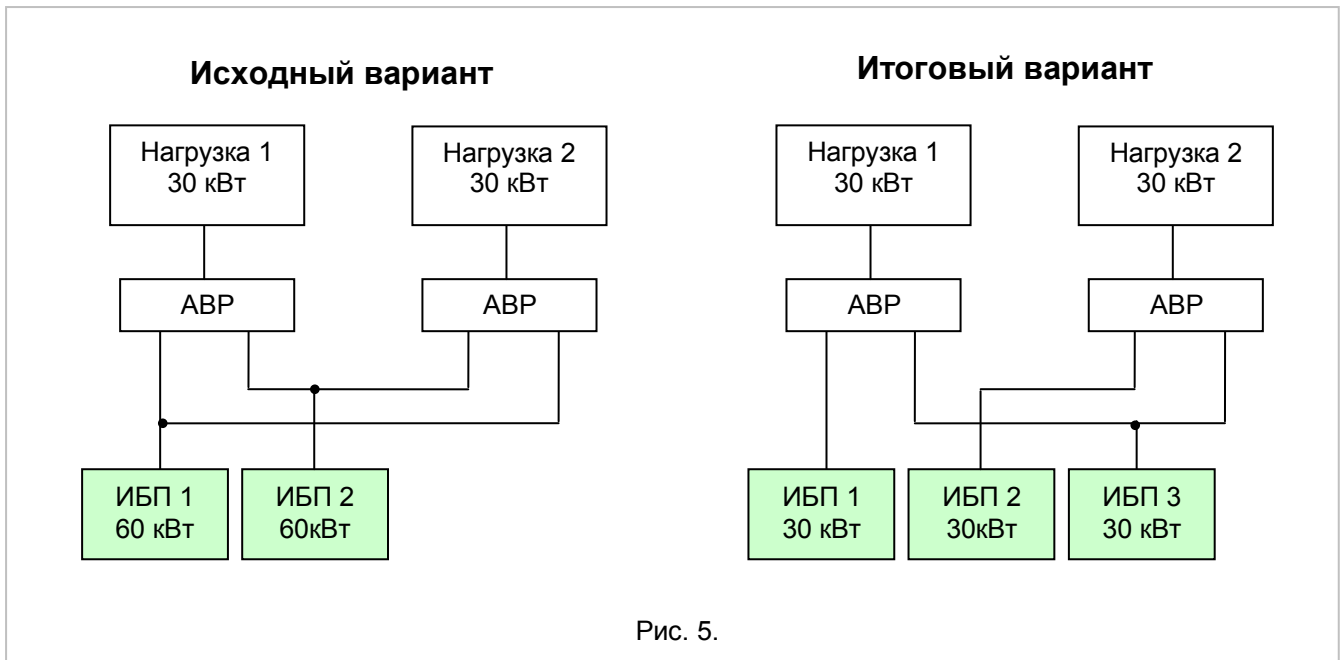 Исходный вариант
Нагрузка 1
30 кВт
Нагрузка 2
30 кВт
АВР
АВР
ИБП 1
60 кВт
ИБП 2
60кВт
Итоговый вариант
Нагрузка 1
30 кВт
Нагрузка 2
30 кВт
АВР
АВР
ИБП 1
30 кВт
ИБП 2
30кВт
ИБП 3
30 кВт
Рис. 5.